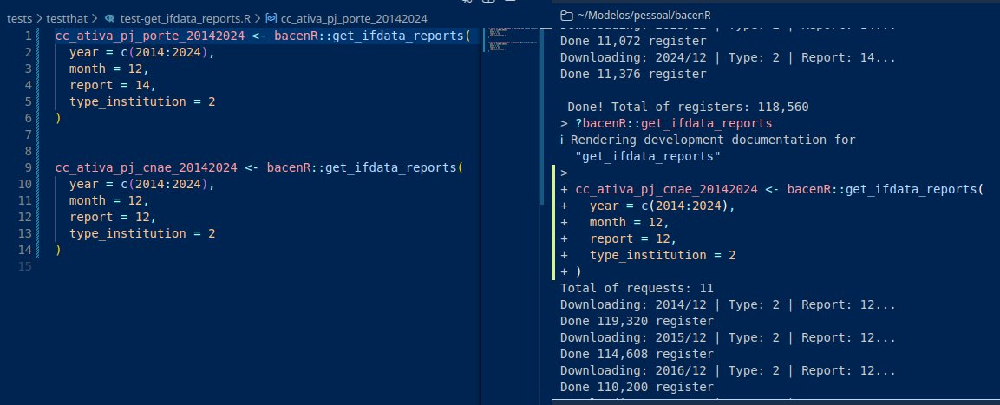 tests > testthat > test-get_ifdata_reports.R > cc_ativa_pj_porte_20142024
1 cc_ativa_pj_porte_20142024 <- bacenR::get_ifdata_reports(
2 year = c(2014:2024),
3 month = 12,
4 report = 14,
5 type_institution = 2
6 )
7
8
9 cc_ativa_pj_cnae_20142024 <- bacenR::get_ifdata_reports(
10 year = c(2014:2024),
11 month = 12,
12 report = 12,
13 type_institution = 2
14 )
15
~/Modelos/pessoal/bacenR
Done 11,072 register
Downloading: 2024/12 | Type: 2 | Report: 14...
Done 11,376 register
Done! Total of registers: 118,560
> ?bacenR::get_ifdata_reports
ℹ Rendering development documentation for
"get_ifdata_reports"
>
+ cc_ativa_pj_cnae_20142024 <- bacenR::get_ifdata_reports(
+ year = c(2014:2024),
+ month = 12,
+ report = 12,
+ type_institution = 2
+ )
Total of requests: 11
Downloading: 2014/12 | Type: 2 | Report: 12...
Done 119,320 register
Downloading: 2015/12 | Type: 2 | Report: 12...
Done 114,608 register
Downloading: 2016/12 | Type: 2 | Report: 12...
Done 110,200 register